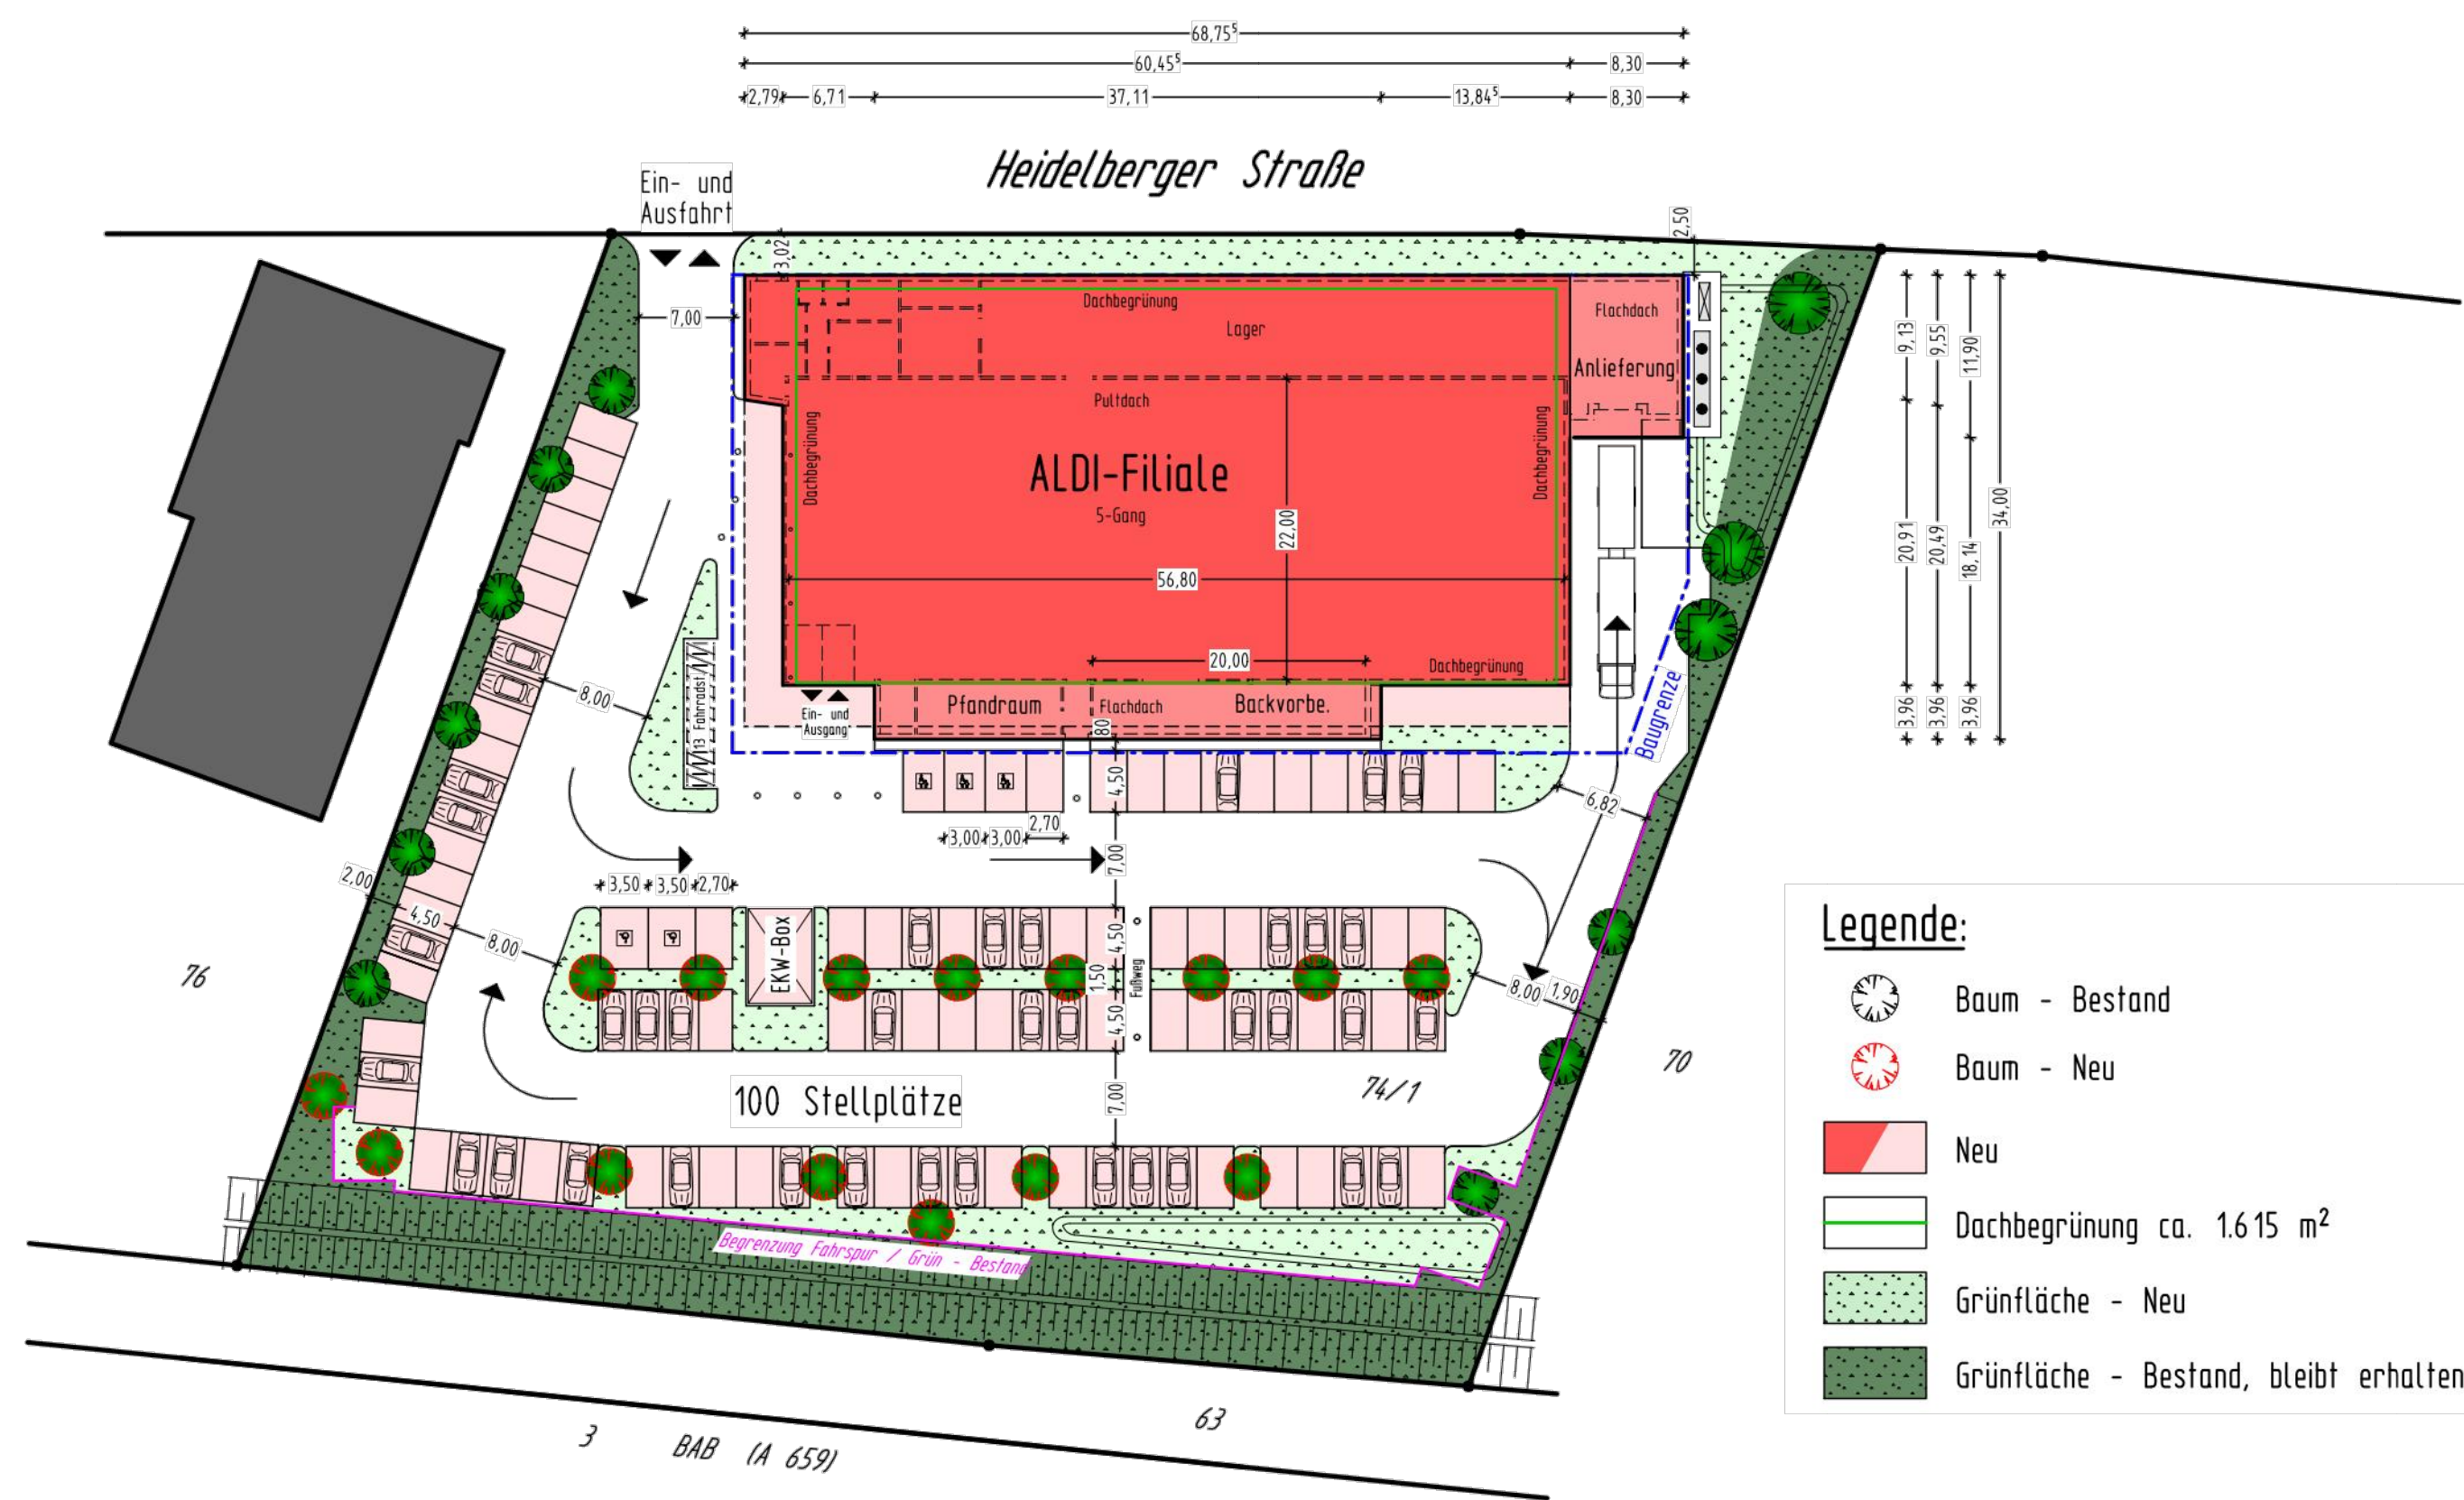 68,75⁵
60,45⁵
8,30
2,79
6,71
37,11
13,84⁵
8,30
Heidelberger Straße
Ein- und
Ausfahrt
2,50
3,02
7,00
Dachbegrünung
Lager
Flachdach
Anlieferung
Pultdach
Dachbegrünung
Dachbegrünung
ALDI-Filiale
5-Gang
22,00
56,80
20,00
Dachbegrünung
9,13
9,55
11,90
34,00
20,91
20,49
18,14
3,96
3,96
3,96
8,00
13 Fahrradst.
Ein- und
Ausgang
Pfandraum
Flachdach
Backvorbe.
80
Baugrenze
4,50
6,82
3,00
3,00
2,70
7,00
3,50
3,50
2,70
2,00
4,50
8,00
EKW-Box
4,50
1,50
Fußweg
4,50
8,00
1,90
76
70
100 Stellplätze
7,00
74/1
Begrenzung Fahrspur / Grün - Bestand
63
3
BAB (A 659)
Legende:
Baum - Bestand
Baum - Neu
Neu
Dachbegrünung ca. 1.615 m²
Grünfläche - Neu
Grünfläche - Bestand, bleibt erhalten